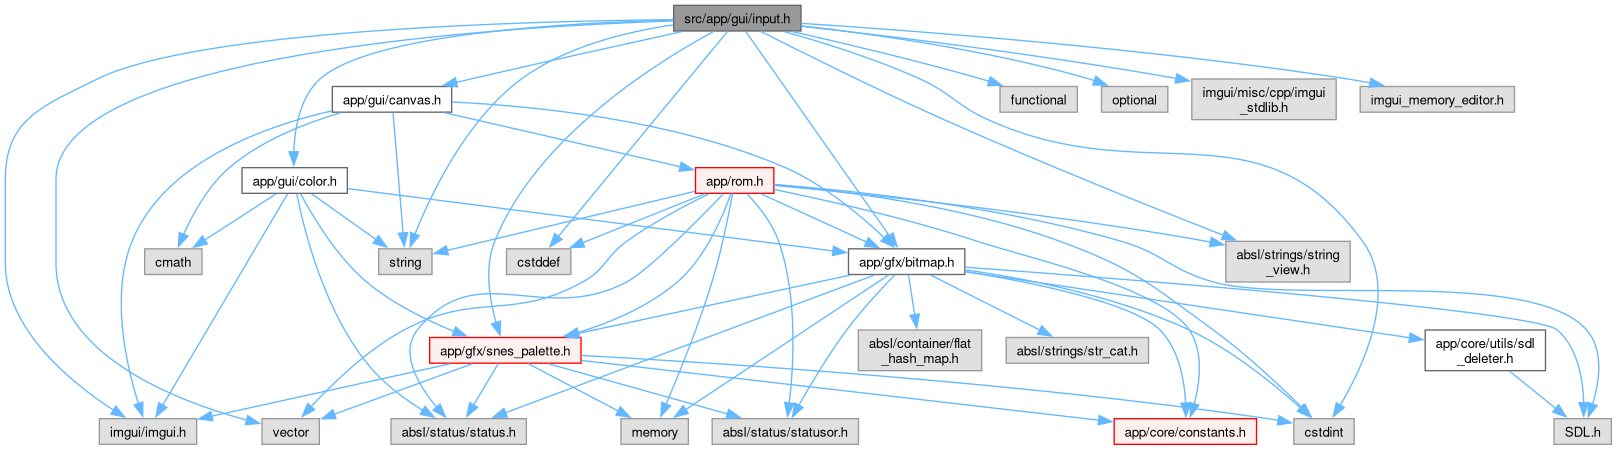 src/app/gui/input.h
app/gui/canvas.h
functional
optional
imgui/misc/cpp/imgui
_stdlib.h
imgui_memory_editor.h
app/gui/color.h
app/rom.h
cmath
string
cstddef
app/gfx/bitmap.h
absl/strings/string
_view.h
app/gfx/snes_palette.h
absl/container/flat
_hash_map.h
absl/strings/str_cat.h
app/core/utils/sdl
_deleter.h
imgui/imgui.h
vector
absl/status/status.h
memory
absl/status/statusor.h
app/core/constants.h
cstdint
SDL.h